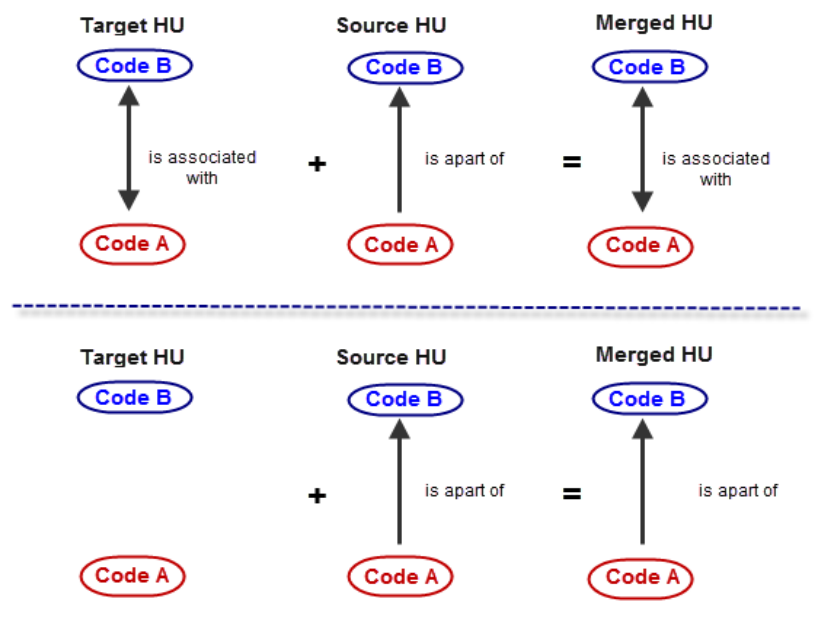 Target HU
Source HU
Merged HU
Code B
Code B
Code B
is associated
with
+
is apart of
=
is associated
with
Code A
Code A
Code A
Target HU
Source HU
Merged HU
Code B
Code B
Code B
+
is apart of
=
is apart of
Code A
Code A
Code A